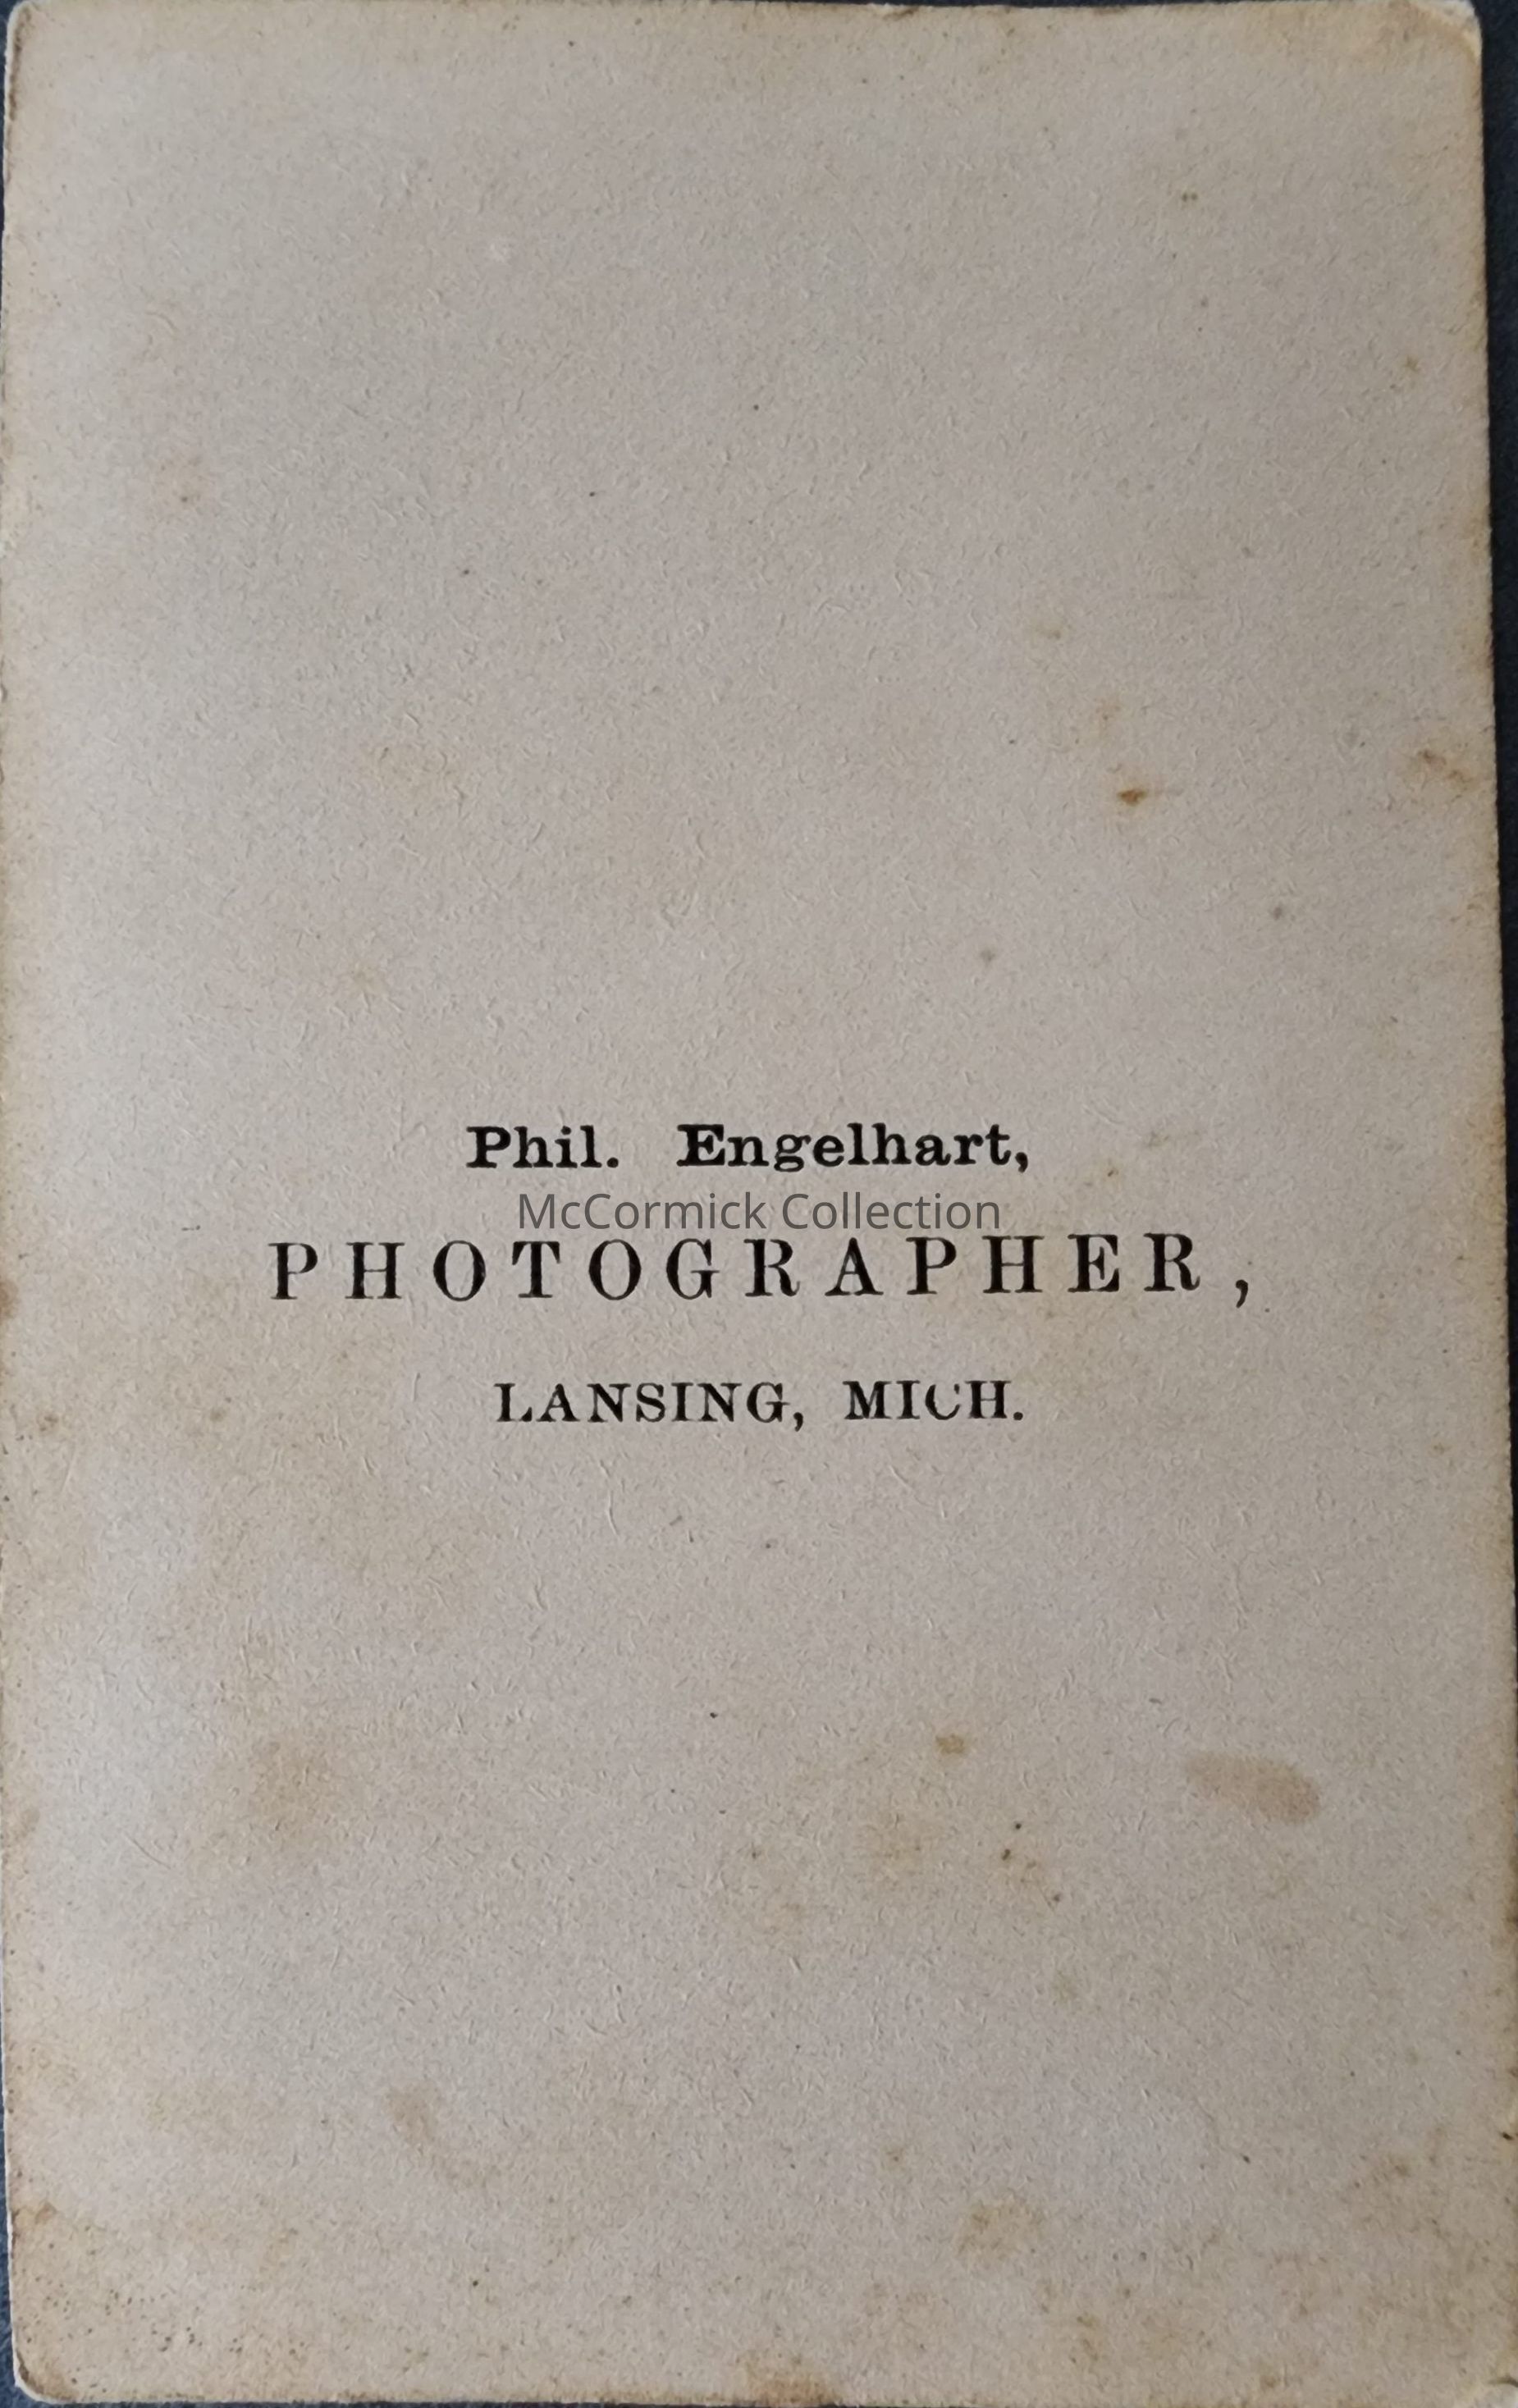 Phil. Engelhart,
McCormick Collection
PHOTOGRAPHER,
LANSING, MICH.